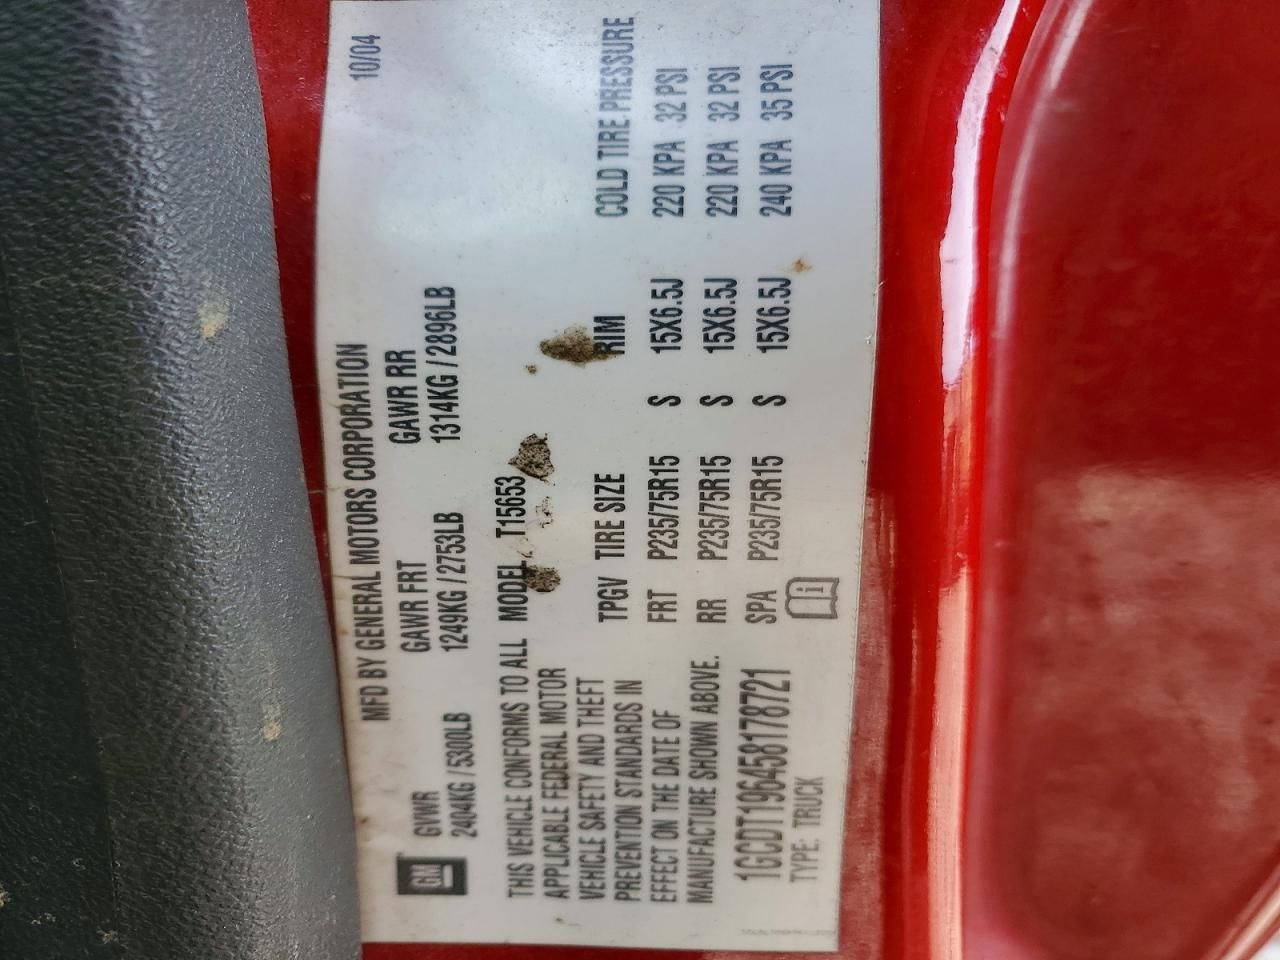 MFD BY GENERAL MOTORS CORPORATION 10/04
GM GVWR GAWR FRT GAWR RR
2404KG / 5300LB 1249KG / 2753LB 1314KG / 2896LB
THIS VEHICLE CONFORMS TO ALL
APPLICABLE FEDERAL MOTOR
VEHICLE SAFETY AND THEFT
PREVENTION STANDARDS IN
EFFECT ON THE DATE OF
MANUFACTURE SHOWN ABOVE.
1GCDT196458178721
TYPE: TRUCK
MODEL T15653
TPGV TIRE SIZE RIM COLD TIRE PRESSURE
FRT P235/75R15 S 15X6.5J 220 KPA 32 PSI
RR P235/75R15 S 15X6.5J 220 KPA 32 PSI
SPA P235/75R15 S 15X6.5J 240 KPA 35 PSI